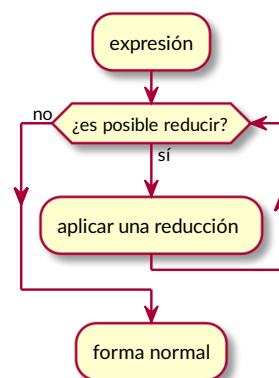 expresión
¿es posible reducir?
no
sí
aplicar una reducción
forma normal